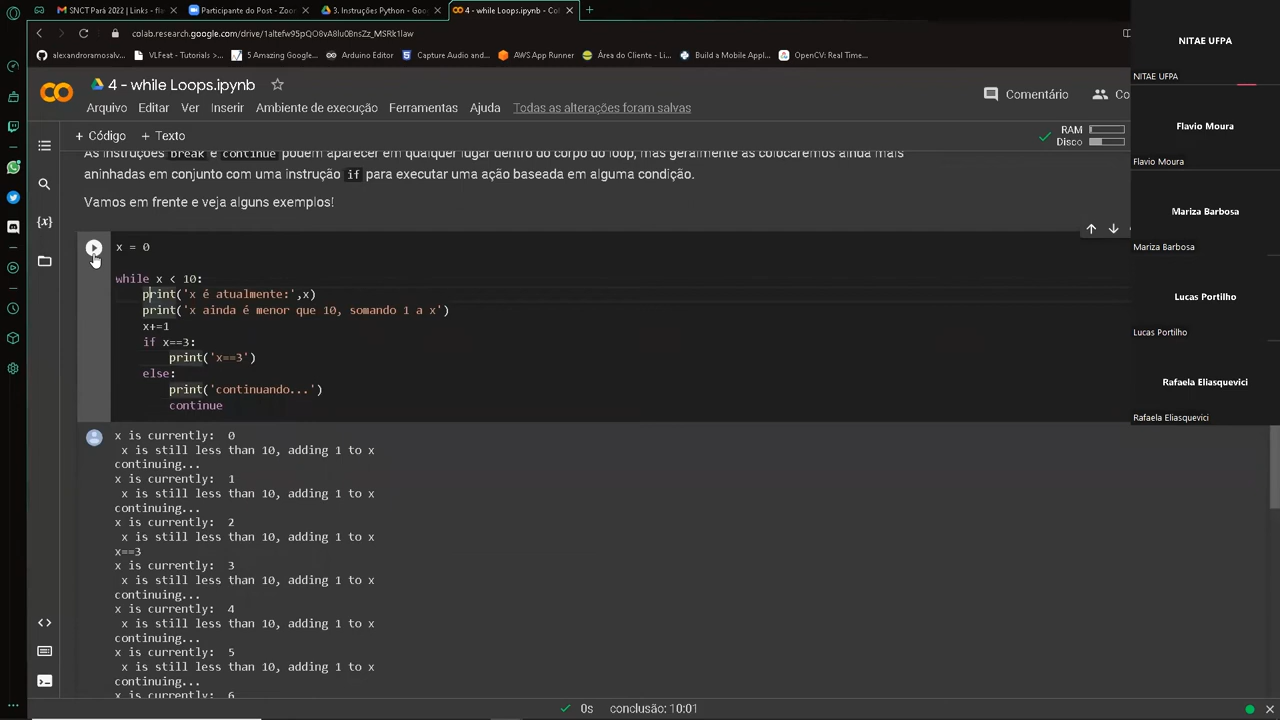 SNCT Pará 2022 | Links - fla
Participante do Post - Zoom
3. Instruções Python - Goo
4 - while Loops.ipynb - Col
VLFeat - Tutorials >...
5 Amazing Google...
Arduino Editor
Capture Audio and...
AWS App Runner
Área do Cliente - Li...
Build a Mobile Appl...
OpenCV: Real Time...
4 - while Loops.ipynb
Comentário
Co
Arquivo Editar Ver Inserir Ambiente de execução Ferramentas Ajuda Todas as alterações foram salvas
+ Código + Texto
RAM
Disco
As instruções break e continue podem aparecer em qualquer lugar dentro do corpo do loop, mas geralmente as colocaremos ainda mais
aninhadas em conjunto com uma instrução if para executar uma ação baseada em alguma condição.
Vamos em frente e veja alguns exemplos!
x = 0
while x < 10:
print('x é atualmente:',x)
print('x ainda é menor que 10, somando 1 a x')
x+=1
if x==3:
print('x==3')
else:
print('continuando...')
continue
x is currently: 0
x is still less than 10, adding 1 to x
continuing...
x is currently: 1
x is still less than 10, adding 1 to x
continuing...
x is currently: 2
x is still less than 10, adding 1 to x
x==3
x is currently: 3
x is still less than 10, adding 1 to x
continuing...
x is currently: 4
x is still less than 10, adding 1 to x
continuing...
x is currently: 5
x is still less than 10, adding 1 to x
continuing...
x is currently: 6
0s conclusão: 10:01
NITAE UFPA
NITAE UFPA
Flavio Moura
Flavio Moura
Mariza Barbosa
Mariza Barbosa
Lucas Portilho
Lucas Portilho
Rafaela Eliasquevici
Rafaela Eliasquevici